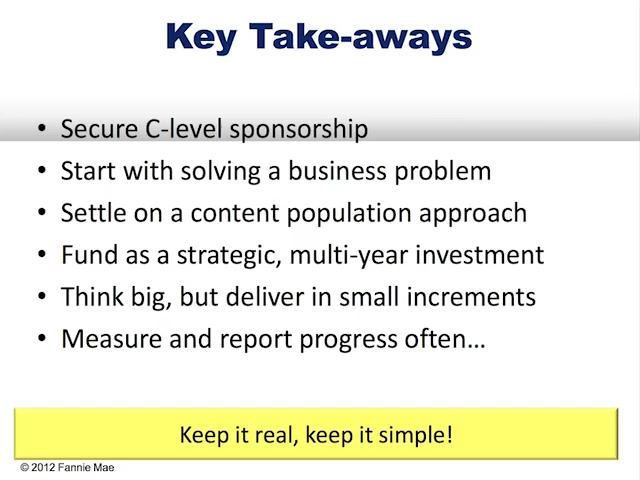 Key Take-aways
• Secure C-level sponsorship
• Start with solving a business problem
• Settle on a content population approach
• Fund as a strategic, multi-year investment
• Think big, but deliver in small increments
• Measure and report progress often…
Keep it real, keep it simple!
© 2012 Fannie Mae